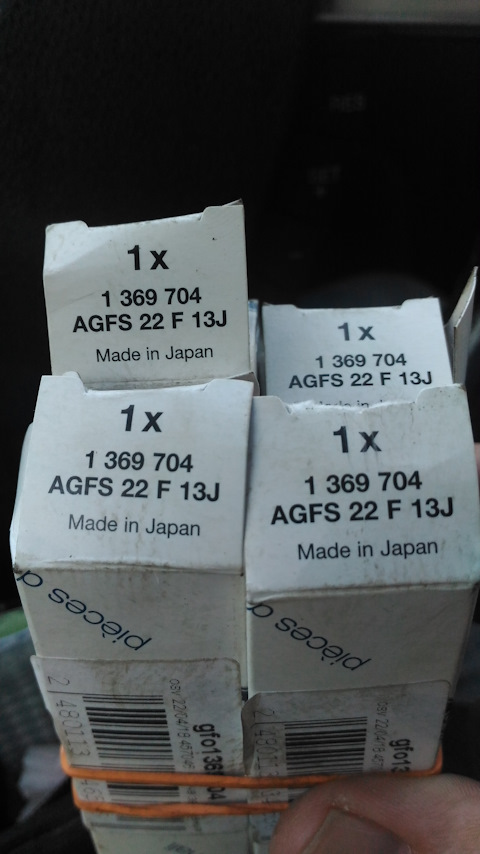 1x
1 369 704
AGFS 22 F 13J
Made in Japan
1x
1 369 704
AGFS 22 F 13J
1x
1 369 704
AGFS 22 F 13J
Made in Japan
1x
1 369 704
AGFS 22 F 13J
Made in Japan
pièces d
pièces d